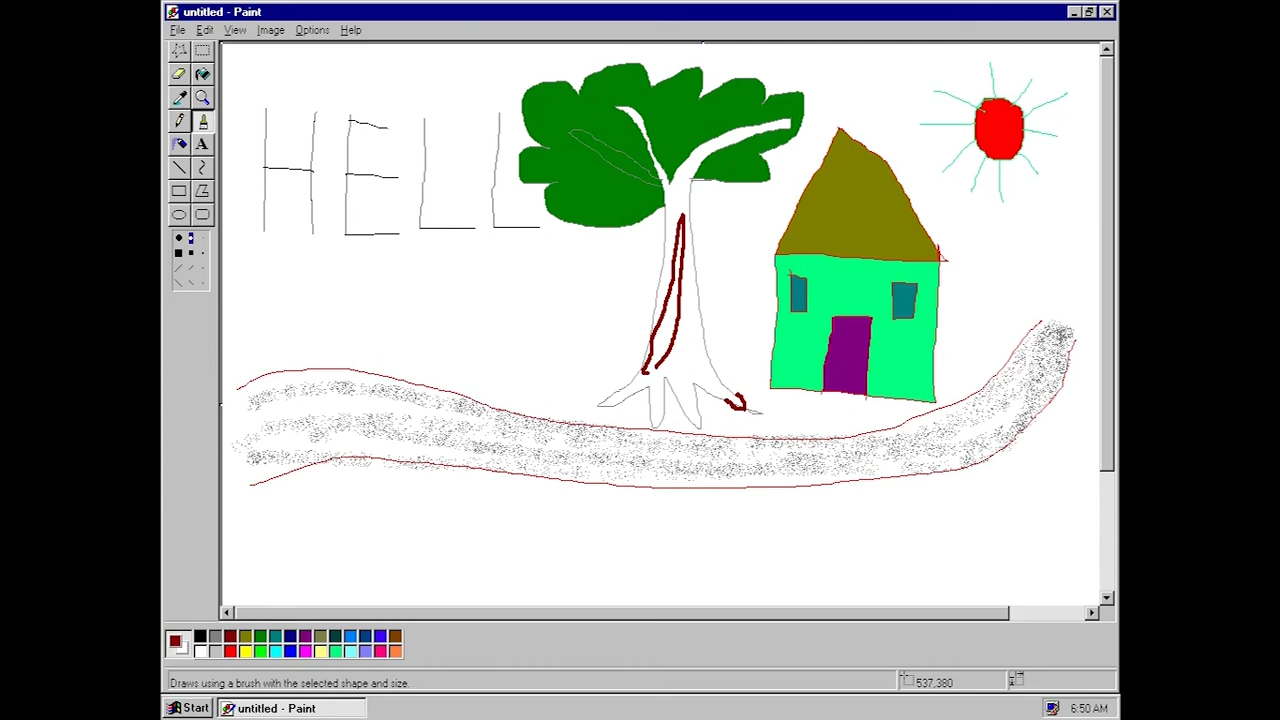 untitled - Paint
File Edit View Image Options Help
HELL
Draws using a brush with the selected shape and size.
537,380
Start
untitled - Paint
6:50 AM